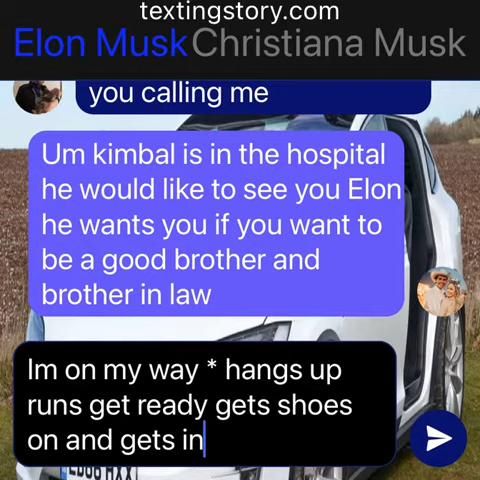 textingstory.com
Elon Musk Christiana Musk
you calling me
Um kimbal is in the hospital
he would like to see you Elon
he wants you if you want to
be a good brother and
brother in law
Im on my way * hangs up
runs get ready gets shoes
on and gets in